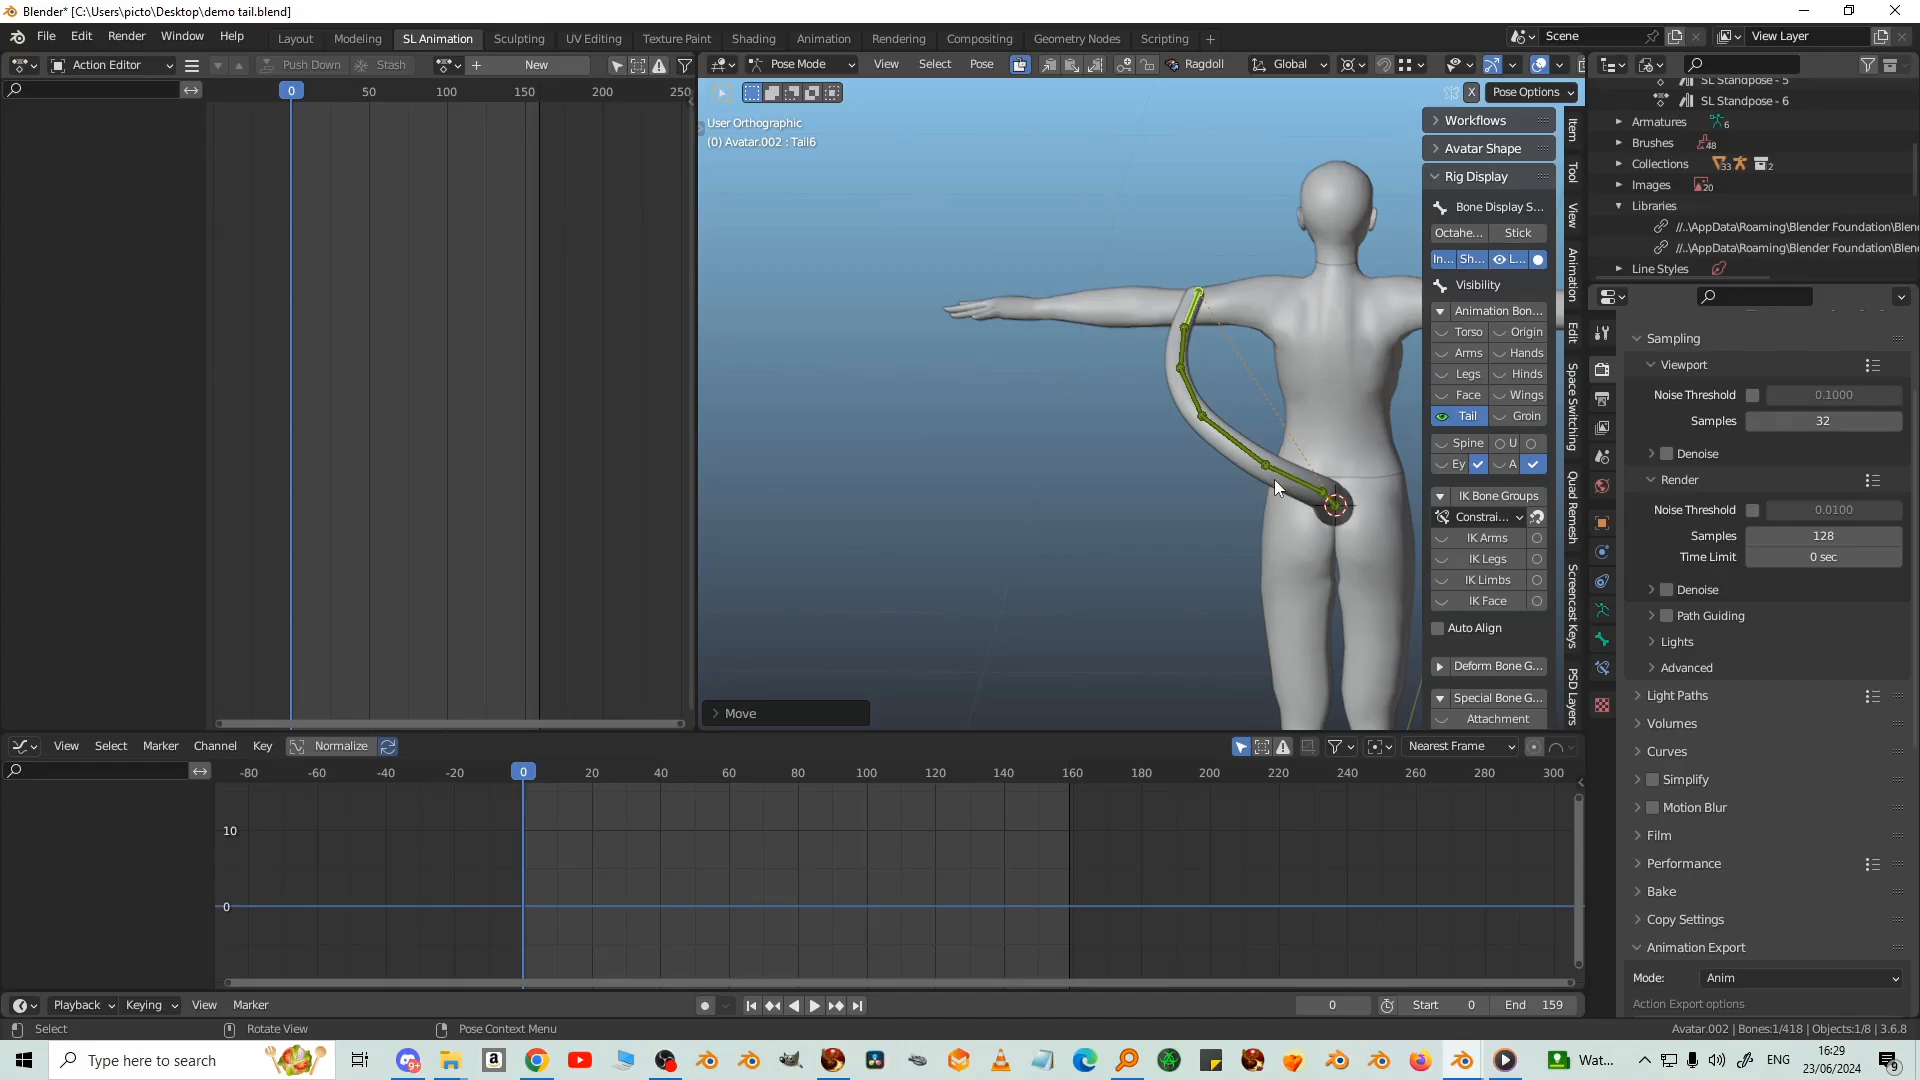 Blender* [C:\Users\picto\Desktop\demo tail.blend]
File Edit Render Window Help Layout Modeling SL Animation Sculpting UV Editing Texture Paint Shading Animation Rendering Compositing Geometry Nodes Scripting + Scene View Layer
Action Editor Push Down Stash New
0 50 100 150 200 250
Pose Mode View Select Pose Ragdoll Global
X Pose Options
User Orthographic
(0) Avatar.002 : Tail6
Workflows
Avatar Shape
Rig Display
Bone Display S...
Octahe... Stick
In... Sh... L...
Visibility
Animation Bon...
Torso Origin
Arms Hands
Legs Hinds
Face Wings
Tail Groin
Spine U
Ey A
IK Bone Groups
Constrai...
IK Arms
IK Legs
IK Limbs
IK Face
Auto Align
Deform Bone G...
Special Bone G...
Attachment
Move
Item
Tool
View
Animation
Edit
Space Switching
Quad Remesh
Screencast Keys
PSD Layers
SL Standpose - 5
SL Standpose - 6
Armatures 6
Brushes 48
Collections 33 2
Images 20
Libraries
//..\AppData\Roaming\Blender Foundation\Blen
//..\AppData\Roaming\Blender Foundation\Blen
Line Styles
Sampling
Viewport
Noise Threshold 0.1000
Samples 32
Denoise
Render
Noise Threshold 0.0100
Samples 128
Time Limit 0 sec
Denoise
Path Guiding
Lights
Advanced
Light Paths
Volumes
Curves
Simplify
Motion Blur
Film
Performance
Bake
Copy Settings
Animation Export
Mode: Anim
Action Export options
View Select Marker Channel Key Normalize Nearest Frame
-80 -60 -40 -20 0 20 40 60 80 100 120 140 160 180 200 220 240 260 280 300
10
0
Playback Keying View Marker 0 Start 0 End 159
Select Rotate View Pose Context Menu Avatar.002 | Bones:1/418 | Objects:1/8 | 3.6.8
Type here to search
9+
a
Wat...
ENG
16:29
23/06/2024
9